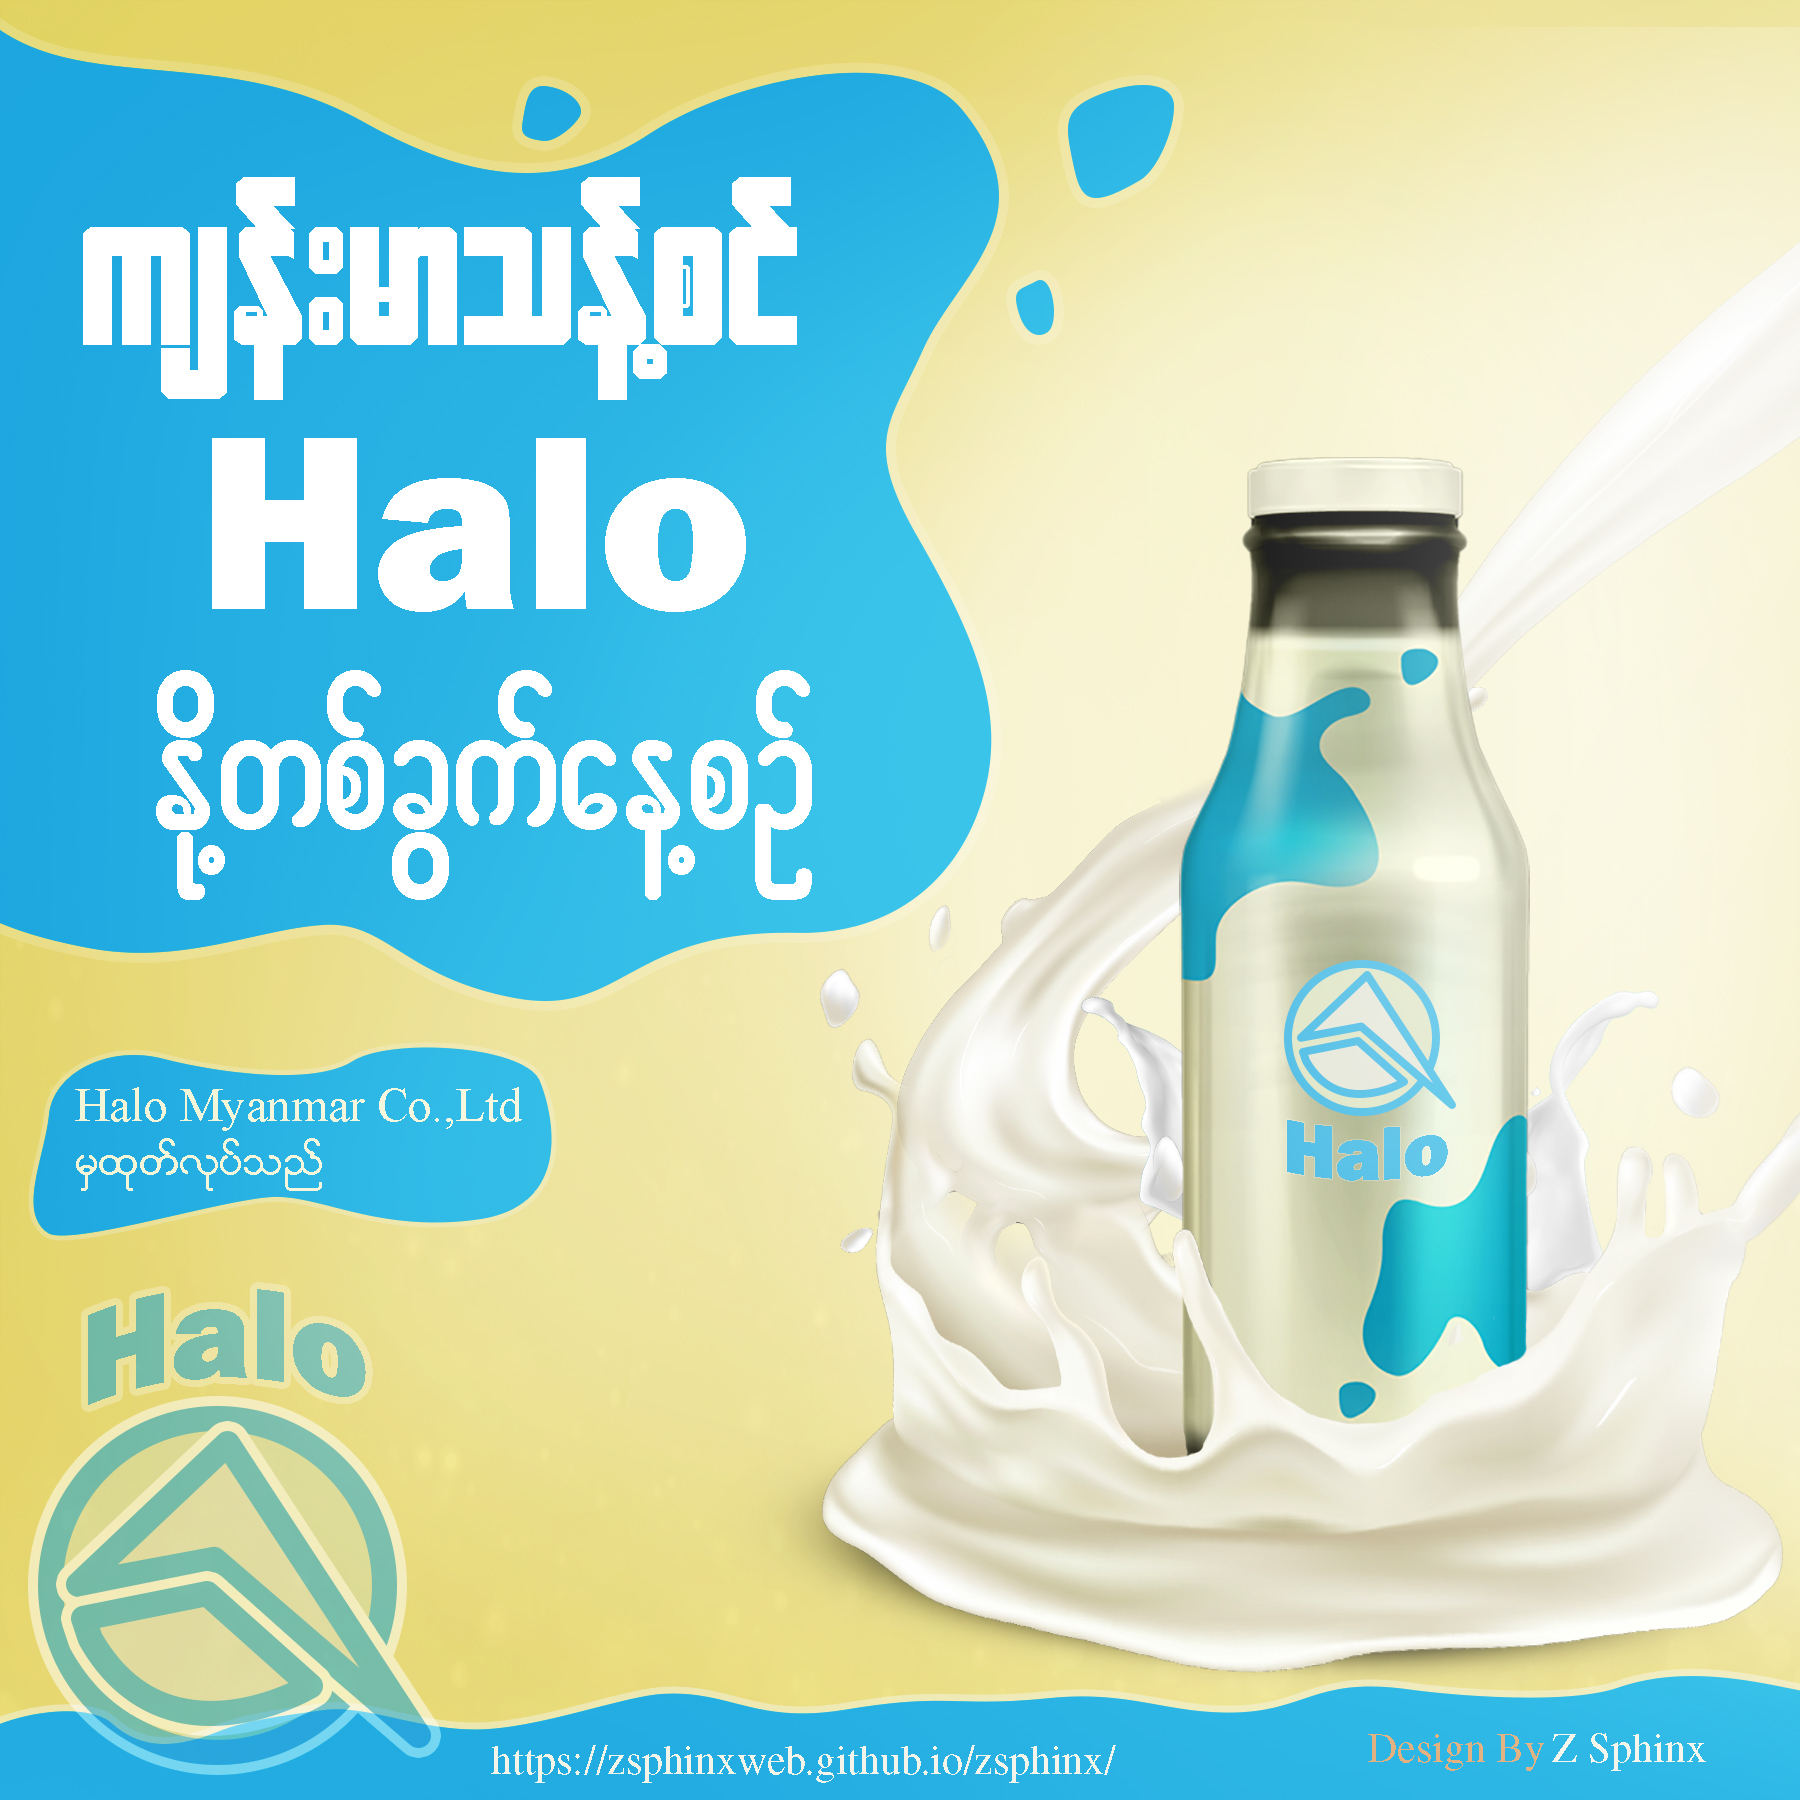 ကျန်းမာသန့်စင်
Halo
နို့တစ်ခွက်နေ့စဉ်
Halo Myanmar Co.,Ltd
မှထုတ်လုပ်သည်
Halo
Halo
https://zsphinxweb.github.io/zsphinx/
Design By Z Sphinx